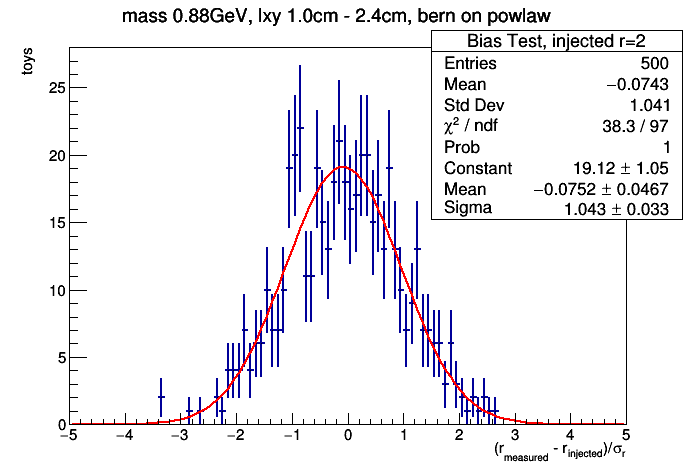 mass 0.88GeV, lxy 1.0cm - 2.4cm, bern on powlaw
Bias Test, injected r=2
Entries 500
Mean −0.0743
Std Dev 1.041
χ² / ndf 38.3 / 97
Prob 1
Constant 19.12 ± 1.05
Mean −0.0752 ± 0.0467
Sigma 1.043 ± 0.033
toys
25
20
15
10
5
0
−5 −4 −3 −2 −1 0 1 2 3 4 5
(r_measured - r_injected)/σ_r